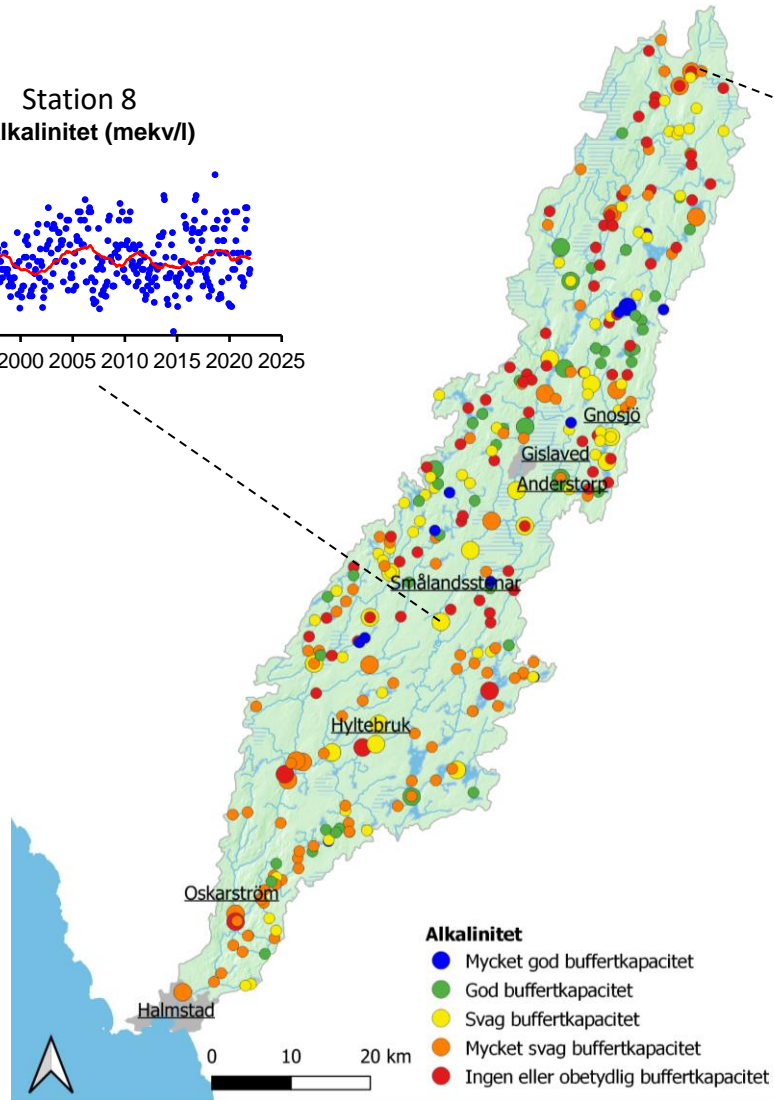 Station 8
lkalinitet (mekv/l)
2000 2005 2010 2015 2020 2025
Gnosjö
Gislaved
Anderstorp
Smålandsstenar
Hyltebruk
Oskarström
Halmstad
Alkalinitet
Mycket god buffertkapacitet
God buffertkapacitet
Svag buffertkapacitet
Mycket svag buffertkapacitet
Ingen eller obetydlig buffertkapacitet
0 10 20 km